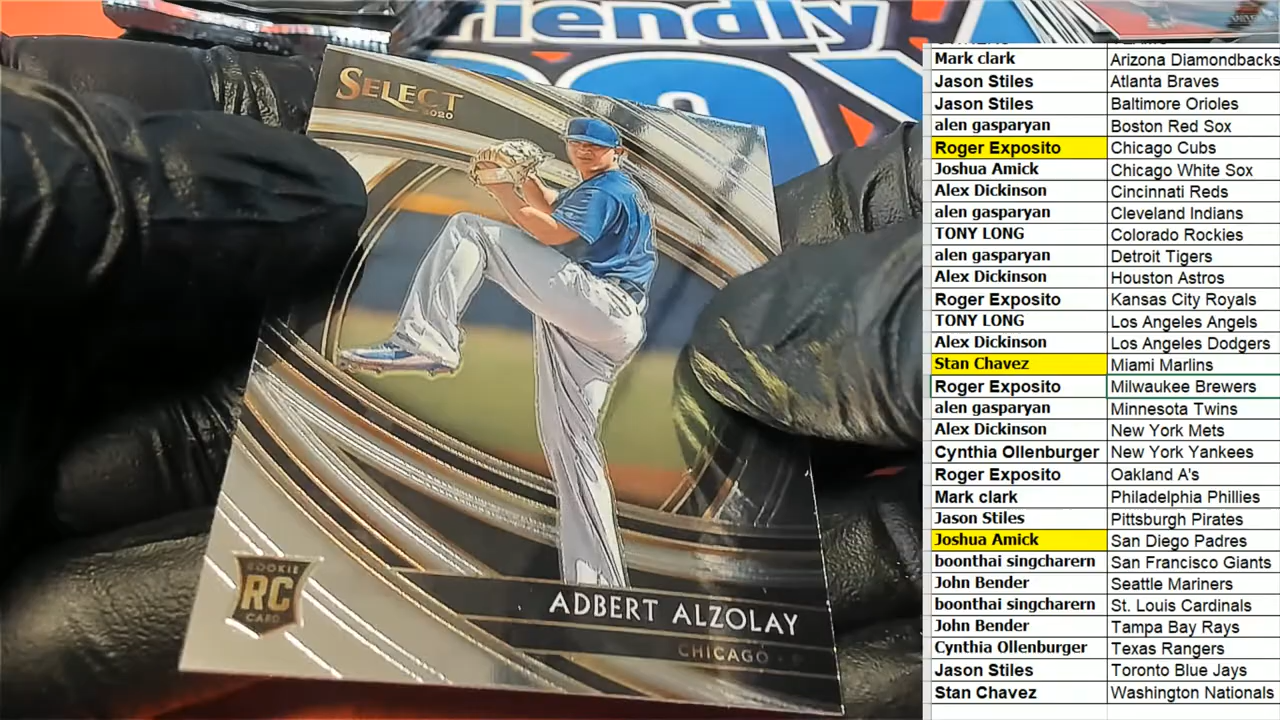 riendly
SELECT
2020
ROOKIE
RC
CARD
ADBERT ALZOLAY
CHICAGO
Mark clark Arizona Diamondbacks
Jason Stiles Atlanta Braves
Jason Stiles Baltimore Orioles
alen gasparyan Boston Red Sox
Roger Exposito Chicago Cubs
Joshua Amick Chicago White Sox
Alex Dickinson Cincinnati Reds
alen gasparyan Cleveland Indians
TONY LONG Colorado Rockies
alen gasparyan Detroit Tigers
Alex Dickinson Houston Astros
Roger Exposito Kansas City Royals
TONY LONG Los Angeles Angels
Alex Dickinson Los Angeles Dodgers
Stan Chavez Miami Marlins
Roger Exposito Milwaukee Brewers
alen gasparyan Minnesota Twins
Alex Dickinson New York Mets
Cynthia Ollenburger New York Yankees
Roger Exposito Oakland A's
Mark clark Philadelphia Phillies
Jason Stiles Pittsburgh Pirates
Joshua Amick San Diego Padres
boonthai singcharern San Francisco Giants
John Bender Seattle Mariners
boonthai singcharern St. Louis Cardinals
John Bender Tampa Bay Rays
Cynthia Ollenburger Texas Rangers
Jason Stiles Toronto Blue Jays
Stan Chavez Washington Nationals